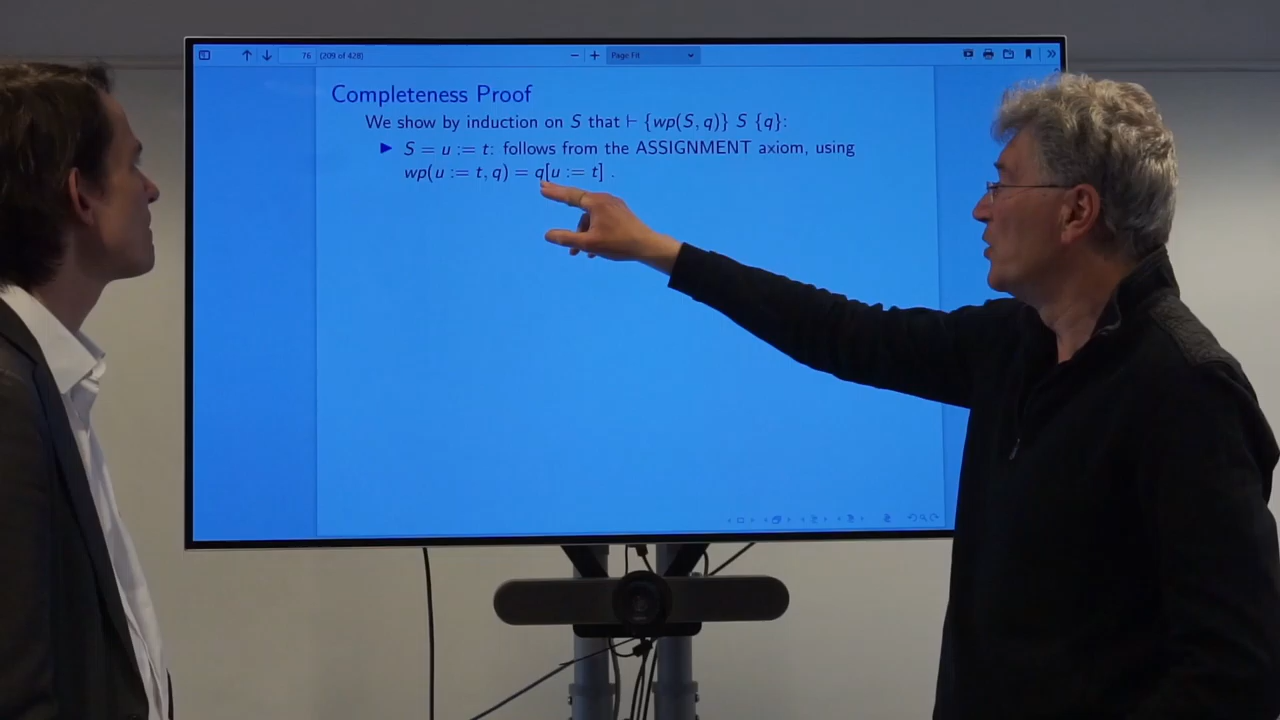 76 (209 of 428) − + Page Fit
Completeness Proof
We show by induction on S that ⊢ {wp(S, q)} S {q}:
▶ S = u := t: follows from the ASSIGNMENT axiom, using
wp(u := t, q) = q[u := t] .